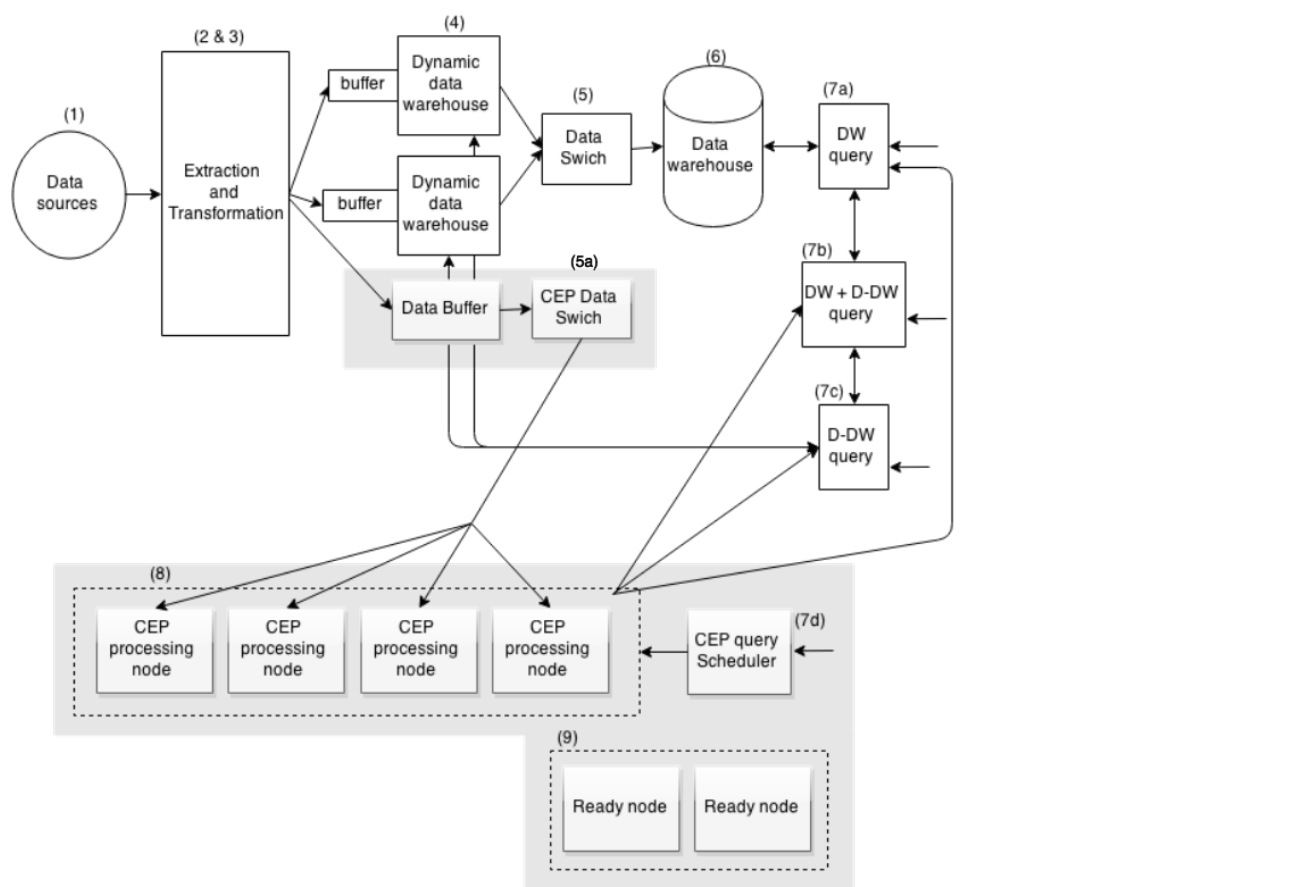 (4)
(2 & 3)
Dynamic
data
warehouse
buffer
(6)
(7a)
(5)
(1)
Data
Swich
Data
warehouse
DW
query
Data
sources
Extraction
and
Transformation
buffer
Dynamic
data
warehouse
(5a)
(7b)
Data Buffer
CEP Data
Swich
DW + D-DW
query
(7c)
D-DW
query
(8)
CEP
processing
node
CEP
processing
node
CEP
processing
node
CEP
processing
node
CEP query
Scheduler
(7d)
(9)
Ready node
Ready node